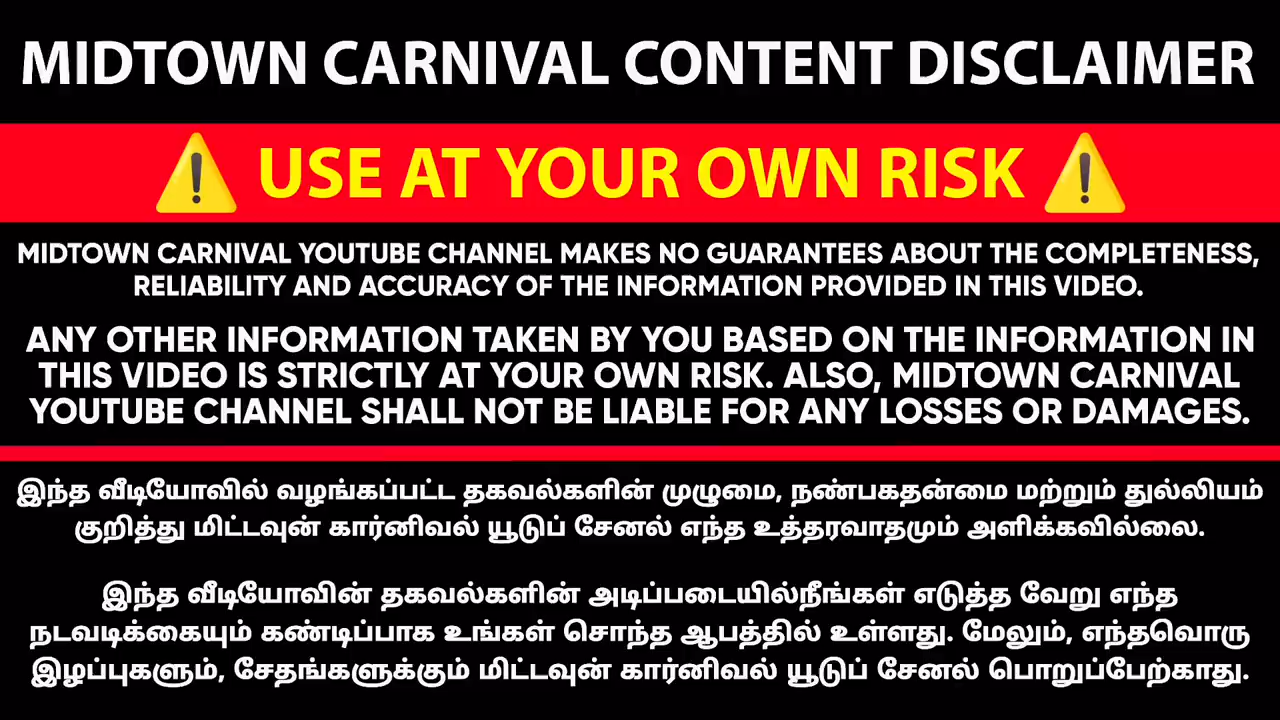 MIDTOWN CARNIVAL CONTENT DISCLAIMER
⚠️ USE AT YOUR OWN RISK ⚠️
MIDTOWN CARNIVAL YOUTUBE CHANNEL MAKES NO GUARANTEES ABOUT THE COMPLETENESS,
RELIABILITY AND ACCURACY OF THE INFORMATION PROVIDED IN THIS VIDEO.
ANY OTHER INFORMATION TAKEN BY YOU BASED ON THE INFORMATION IN
THIS VIDEO IS STRICTLY AT YOUR OWN RISK. ALSO, MIDTOWN CARNIVAL
YOUTUBE CHANNEL SHALL NOT BE LIABLE FOR ANY LOSSES OR DAMAGES.
இந்த வீடியோவில் வழங்கப்பட்ட தகவல்களின் முழுமை, நண்பகதன்மை மற்றும் துல்லியம்
குறித்து மிட்டவுன் கார்னிவல் யூடுப் சேனல் எந்த உத்தரவாதமும் அளிக்கவில்லை.
இந்த வீடியோவின் தகவல்களின் அடிப்படையில்நீங்கள் எடுத்த வேறு எந்த
நடவடிக்கையும் கண்டிப்பாக உங்கள் சொந்த ஆபத்தில் உள்ளது. மேலும், எந்தவொரு
இழப்புகளும், சேதங்களுக்கும் மிட்டவுன் கார்னிவல் யூடுப் சேனல் பொறுப்பேற்காது.